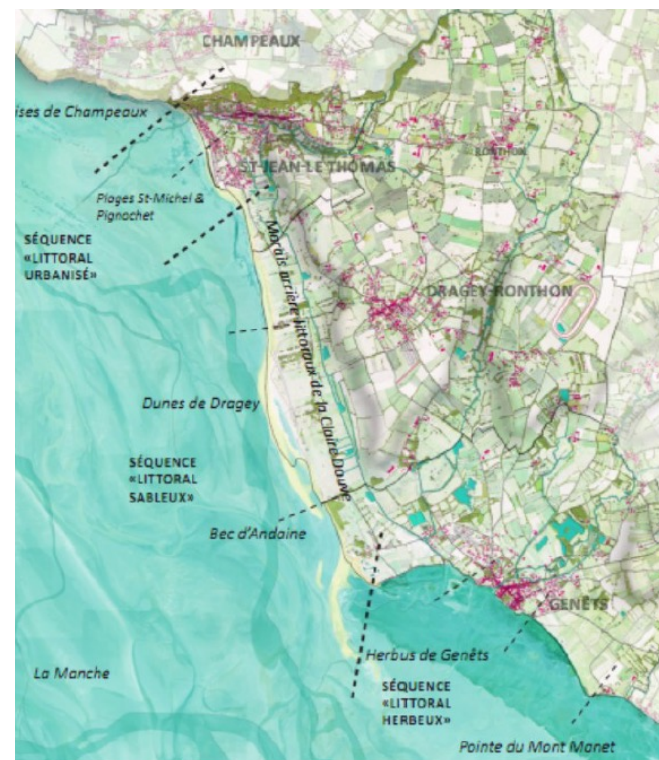 CHAMPEAUX
ises de Champeaux
ST-JEAN-LE-THOMAS
RONTHON
Plages St-Michel &
Pignochet
SÉQUENCE
«LITTORAL
URBANISÉ»
Marais arrière littoraux de la Claire Douve
DRAGEY-RONTHON
Dunes de Dragey
SÉQUENCE
«LITTORAL
SABLEUX»
Bec d'Andaine
GENÊTS
Herbus de Genêts
La Manche
SÉQUENCE
«LITTORAL
HERBEUX»
Pointe du Mont Manet